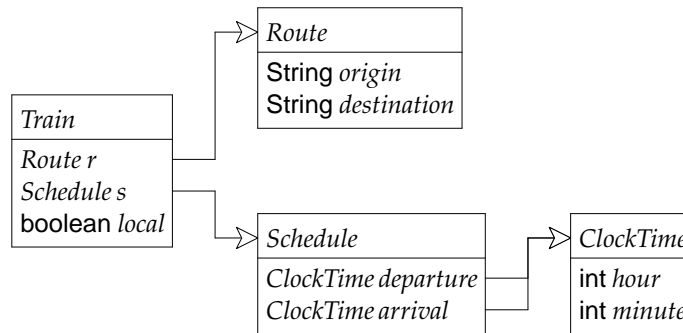 Route
String origin
String destination
Train
Route r
Schedule s
boolean local
Schedule
ClockTime departure
ClockTime arrival
ClockTime
int hour
int minute